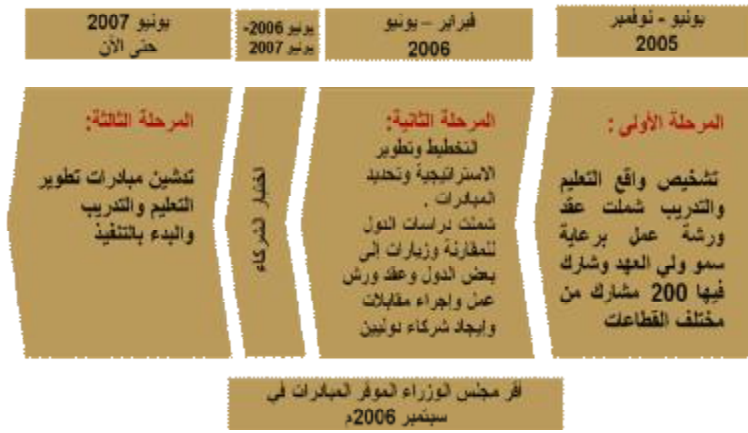 يونيو - نوفمبر
2005
فبراير – يونيو
2006
يونيو 2006-
يونيو 2007
يونيو 2007
حتى الآن
المرحلة الأولى :
تشخيص واقع التعليم
والتدريب شملت عقد
ورشة عمل برعاية
سمو ولي العهد وشارك
فيها 200 مشارك من
مختلف القطاعات
المرحلة الثانية:
التخطيط وتطوير
الاستراتيجية وتحديد
المبادرات .
شملت دراسات الدول
للمقارنة وزيارات إلى
بعض الدول وعقد ورش
عمل وإجراء مقابلات
وإيجاد شركاء دوليين
اختيار الشركاء
المرحلة الثالثة:
تدشين مبادرات تطوير
التعليم والتدريب
والبدء بالتنفيذ
أقر مجلس الوزراء الموقر المبادرات في
سبتمبر 2006م